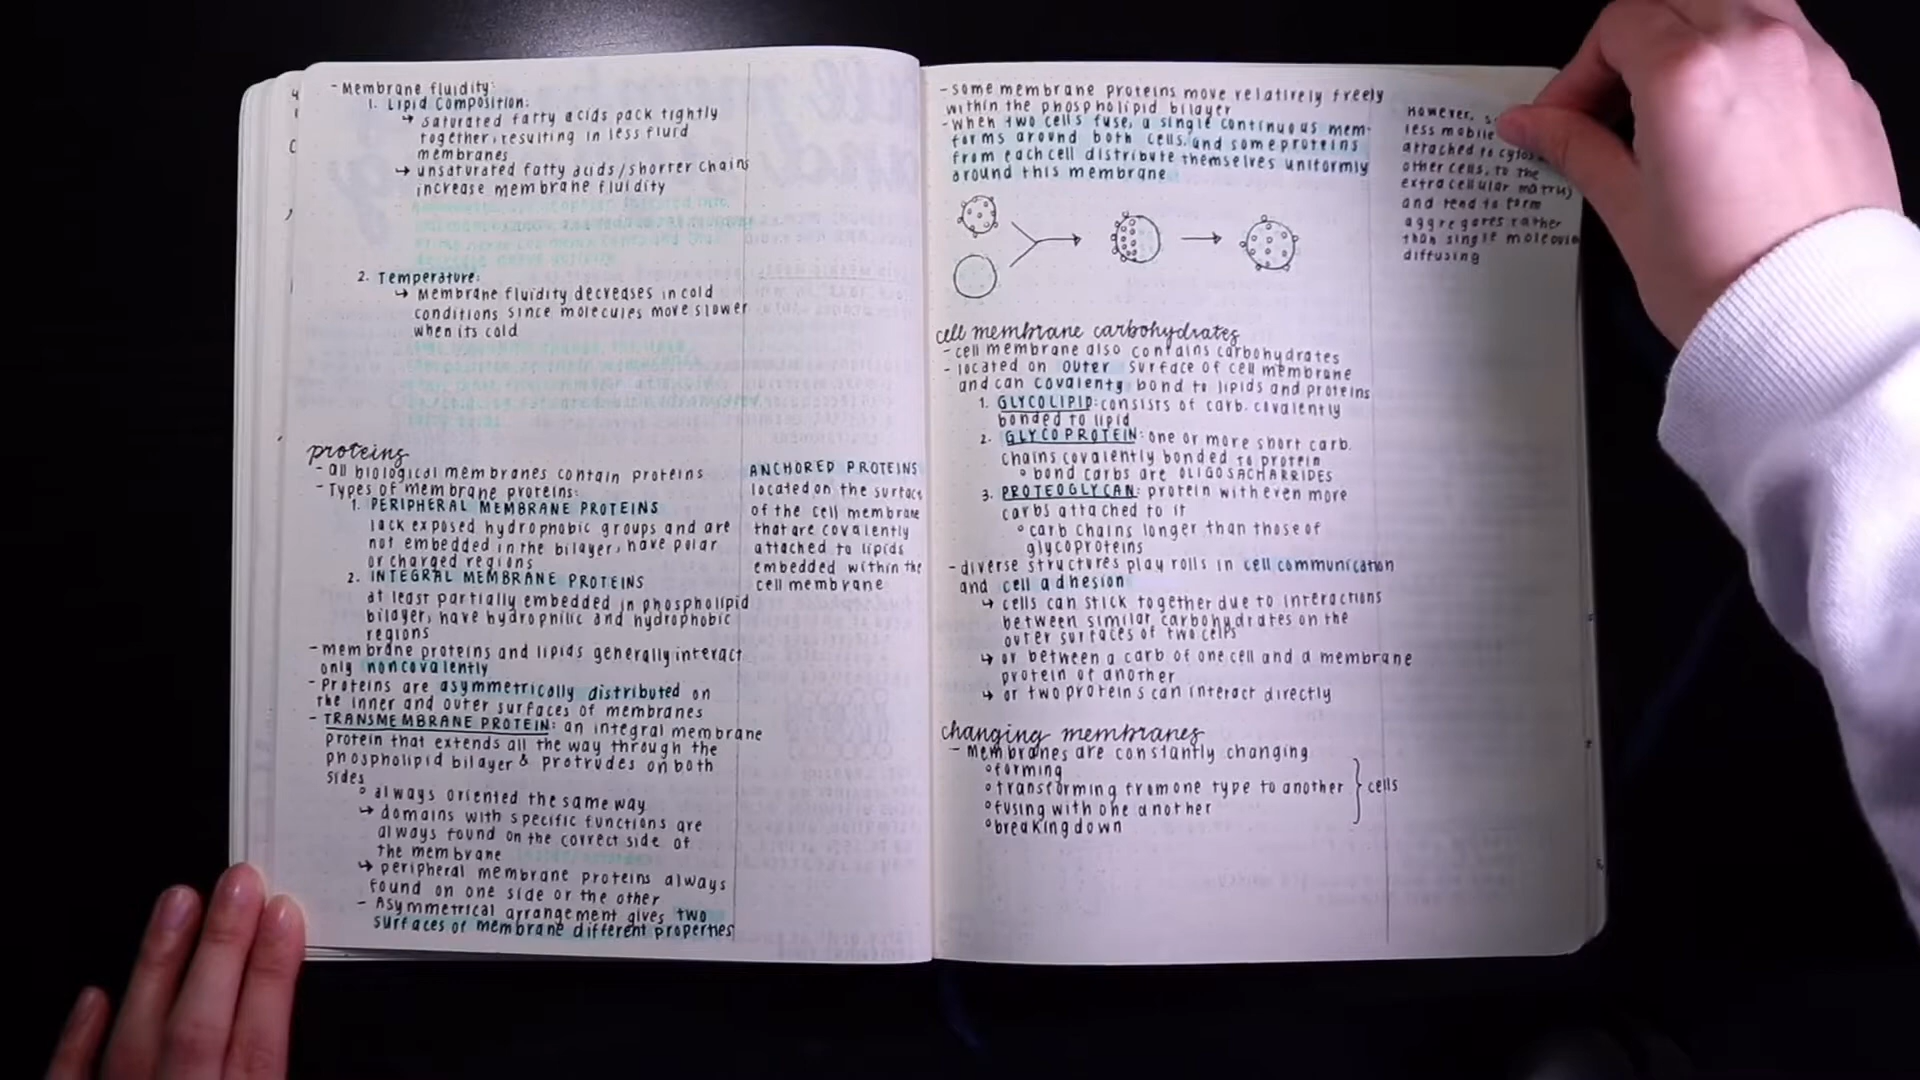 - Membrane fluidity:
1. Lipid Composition:
↳ saturated fatty acids pack tightly
together, resulting in less fluid
membranes
↳ unsaturated fatty acids/shorter chains
increase membrane fluidity
2. Temperature:
↳ Membrane fluidity decreases in cold
conditions since molecules move slower
when its cold
proteins
- all biological membranes contain proteins
- Types of membrane proteins:
1. PERIPHERAL MEMBRANE PROTEINS
lack exposed hydrophobic groups and are
not embedded in the bilayer, have polar
or charged regions
2. INTEGRAL MEMBRANE PROTEINS
at least partially embedded in phospholipid
bilayer, have hydrophilic and hydrophobic
regions
- membrane proteins and lipids generally interact
only noncovalently
- Proteins are asymmetrically distributed on
the inner and outer surfaces of membranes
- TRANSMEMBRANE PROTEIN: an integral membrane
protein that extends all the way through the
phospholipid bilayer & protrudes on both
sides
° always oriented the same way
↳ domains with specific functions are
always found on the correct side of
the membrane
↳ peripheral membrane proteins always
found on one side or the other
- Asymmetrical arrangement gives two
surfaces of membrane different properties
ANCHORED PROTEINS
located on the surface
of the cell membrane
that are covalently
attached to lipids
embedded within the
cell membrane
- some membrane proteins move relatively freely
within the phospholipid bilayer
- When two cells fuse, a single continuous mem-
forms around both cells, and some proteins
from each cell distribute themselves uniformly
around this membrane
However,
less mobile
attached to
other cells, to the
extracellular matrix,
and tend to form
aggregores rather
than single
diffusing
cell membrane carbohydrates
- cell membrane also contains carbohydrates
- located on outer surface of cell membrane
and can covalenty bond to lipids and proteins
1. GLYCOLIPID: consists of carb. covalently
bonded to lipid
2. GLYCOPROTEIN: one or more short carb.
chains covalently bonded to protein
° bond carbs are OLIGOSACHARRIDES
3. PROTEOGLYCAN: protein with even more
carbs attached to it
° carb chains longer than those of
glycoproteins
- diverse structures play rolls in cell communication
and cell adhesion
↳ cells can stick together due to interactions
between similar carbohydrates on the
outer surfaces of two cells
↳ or between a carb of one cell and a membrane
protein of another
↳ or two proteins can interact directly
changing membranes
- Membranes are constantly changing
° forming
° transforming from one type to another } cells
° fusing with one another
° breaking down